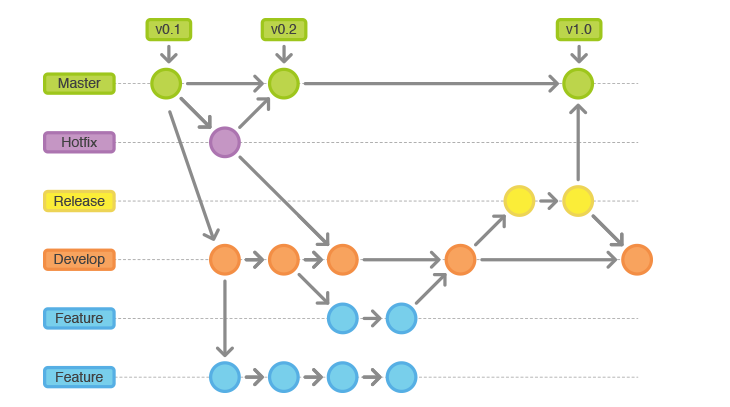 v0.1
v0.2
v1.0
Master
Hotfix
Release
Develop
Feature
Feature